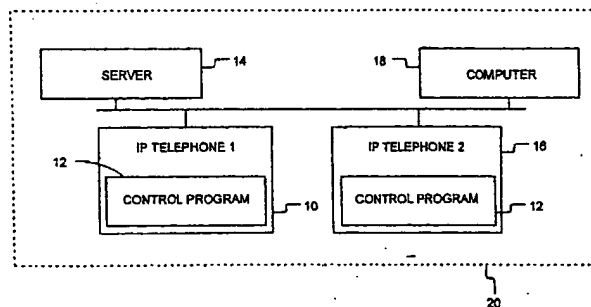 SERVER
14
18
COMPUTER
12
IP TELEPHONE 1
IP TELEPHONE 2
16
CONTROL PROGRAM
10
CONTROL PROGRAM
12
20